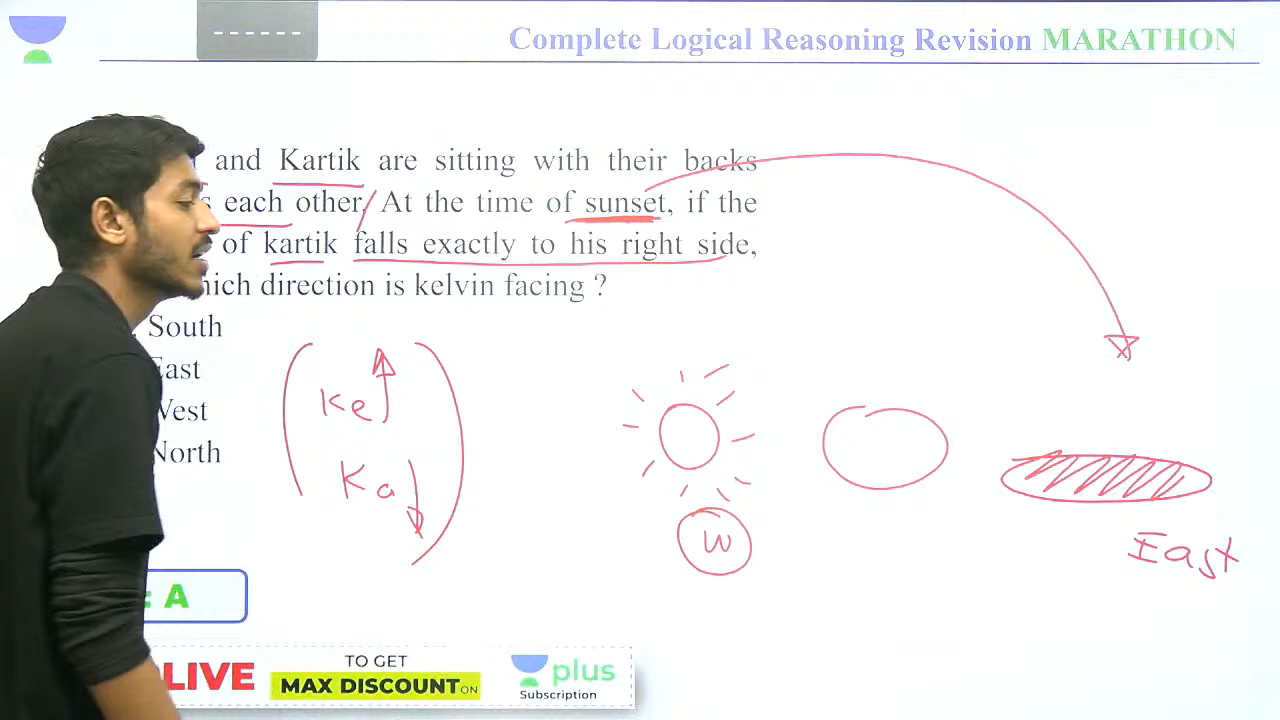 Complete Logical Reasoning Revision MARATHON
and Kartik are sitting with their backs
each other, At the time of sunset, if the
of kartik falls exactly to his right side,
direction is kelvin facing ?
South
East
West
North
Ke
Ka
W
East
: A
LIVE
TO GET
MAX DISCOUNT ON
plus
Subscription